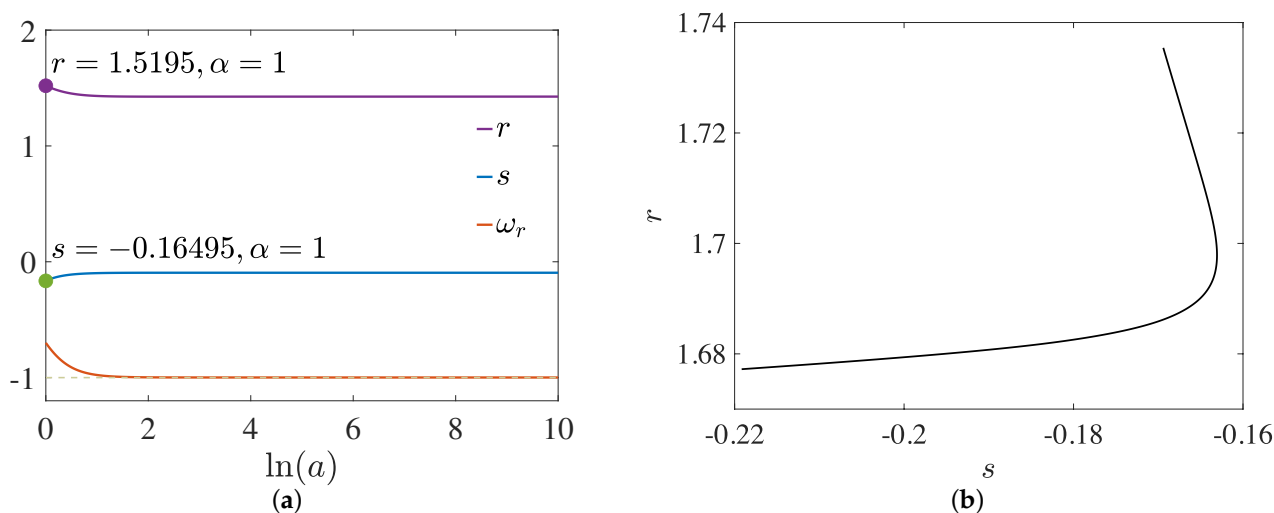 2
r = 1.5195, α = 1
1
r
s
ω_r
s = −0.16495, α = 1
0
-1
0 2 4 6 8 10
ln(a)
(a)
1.74
1.72
1.7
1.68
r
-0.22 -0.2 -0.18 -0.16
s
(b)